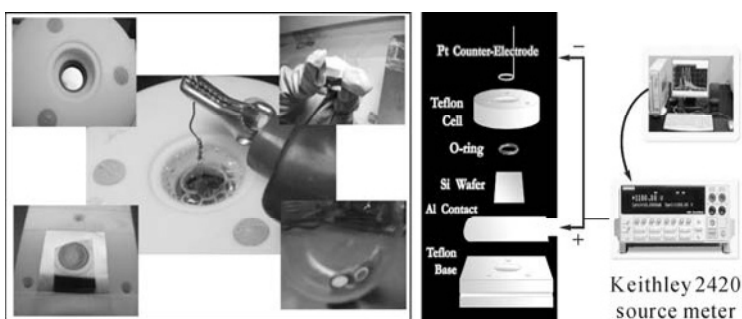 Pt Counter-Electrode
−
Teflon
Cell
O-ring
Si Wafer
Al Contact
+
Teflon
Base
Keithley 2420
source meter